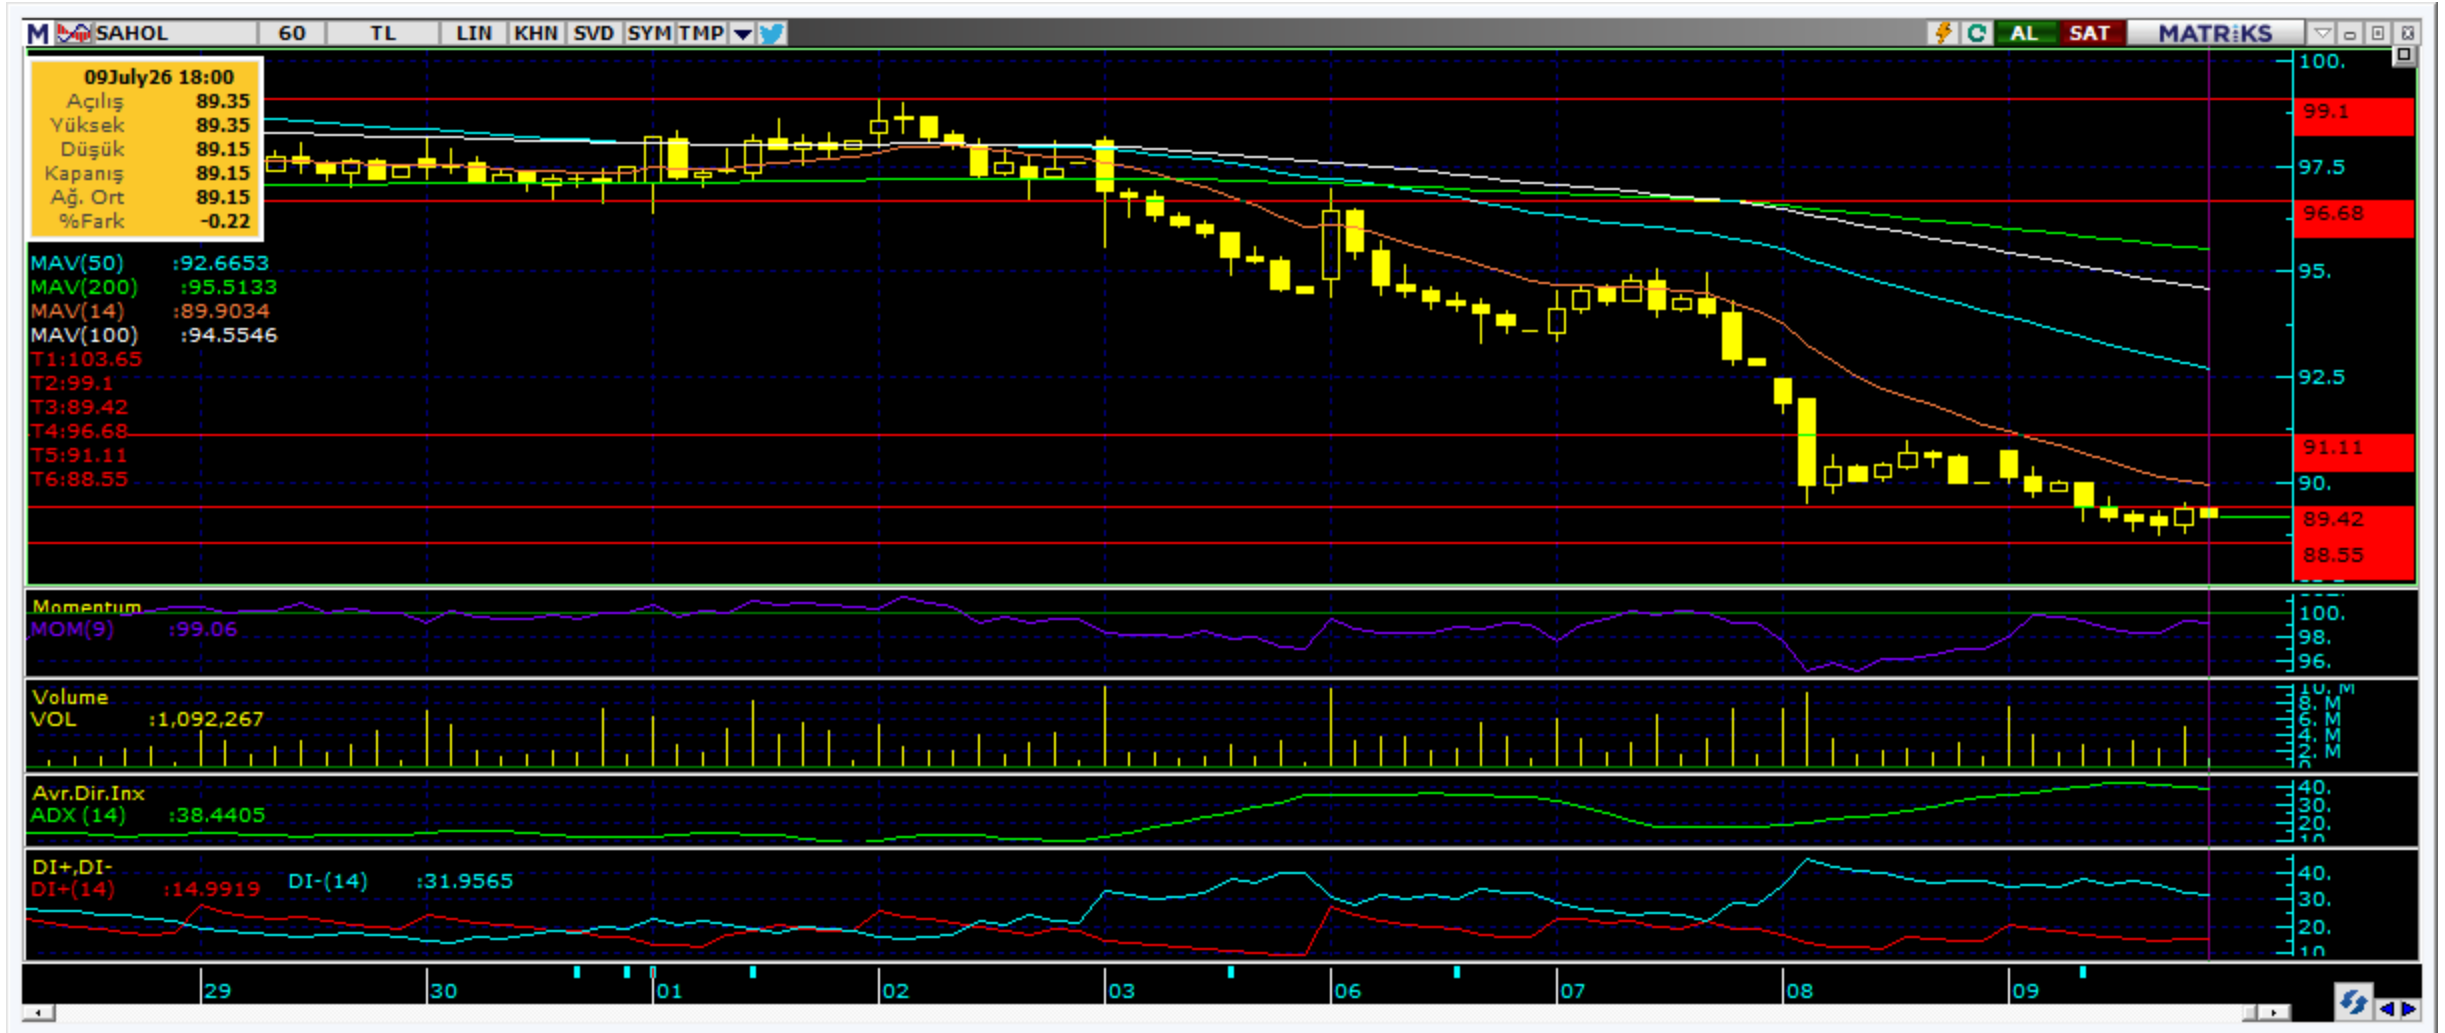 M SAHOL 60 TL LIN KHN SVD SYM TMP AL SAT MATRiKS
09July26 18:00
Açılış 89.35
Yüksek 89.35
Düşük 89.15
Kapanış 89.15
Ağ. Ort 89.15
%Fark -0.22
MAV(50) :92.6653
MAV(200) :95.5133
MAV(14) :89.9034
MAV(100) :94.5546
T1:103.65
T2:99.1
T3:89.42
T4:96.68
T5:91.11
T6:88.55
100.
99.1
97.5
96.68
95.
92.5
91.11
90.
89.42
88.55
Momentum
MOM(9) :99.06
100.
98.
96.
Volume
VOL :1,092,267
10. M
8. M
6. M
4. M
2. M
0.
Avr.Dir.Inx
ADX (14) :38.4405
40.
30.
20.
10
DI+,DI-
DI+(14) :14.9919 DI-(14) :31.9565
40.
30.
20.
10
29 30 01 02 03 06 07 08 09